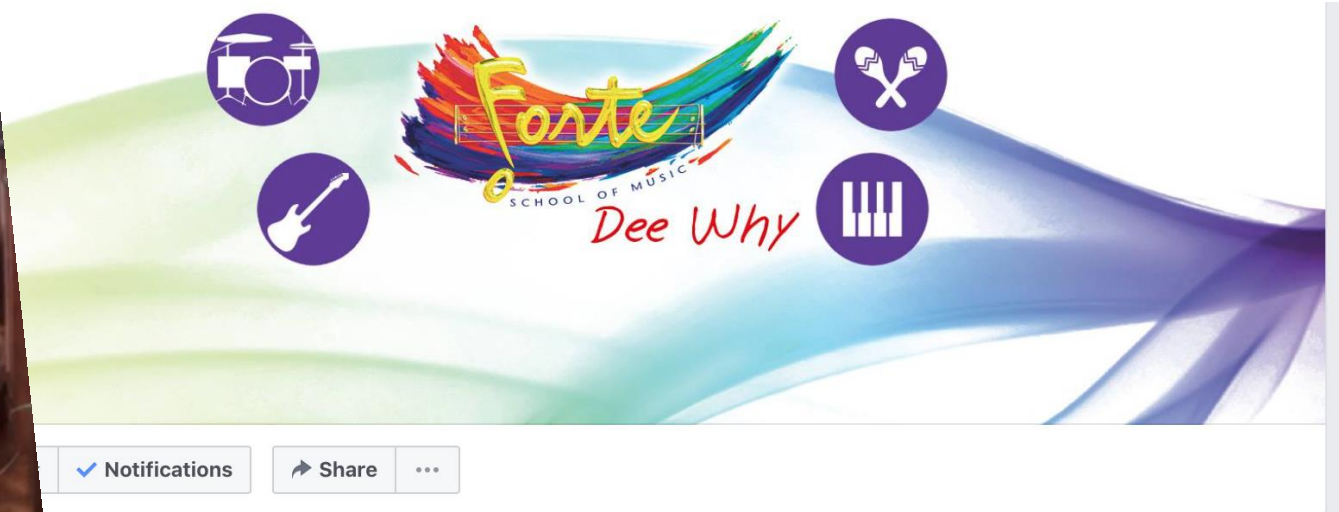 Forte
SCHOOL OF MUSIC
Dee Why
Notifications
Share